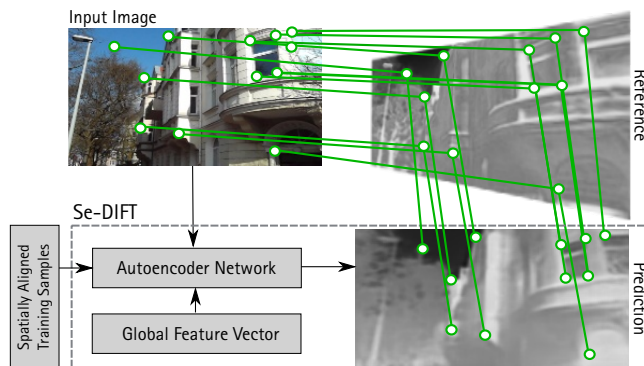 Input Image
Reference
Se-DIFT
Spatially Aligned
Training Samples
Autoencoder Network
Global Feature Vector
Prediction